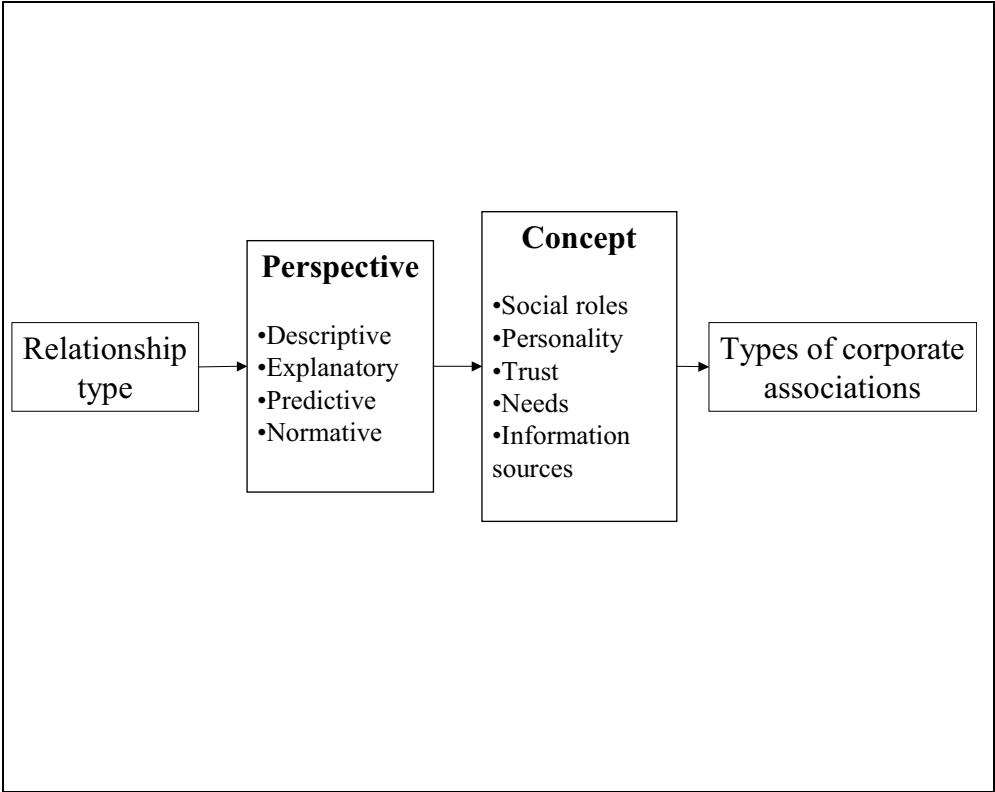 Relationship
type
Perspective
•Descriptive
•Explanatory
•Predictive
•Normative
Concept
•Social roles
•Personality
•Trust
•Needs
•Information
sources
Types of corporate
associations